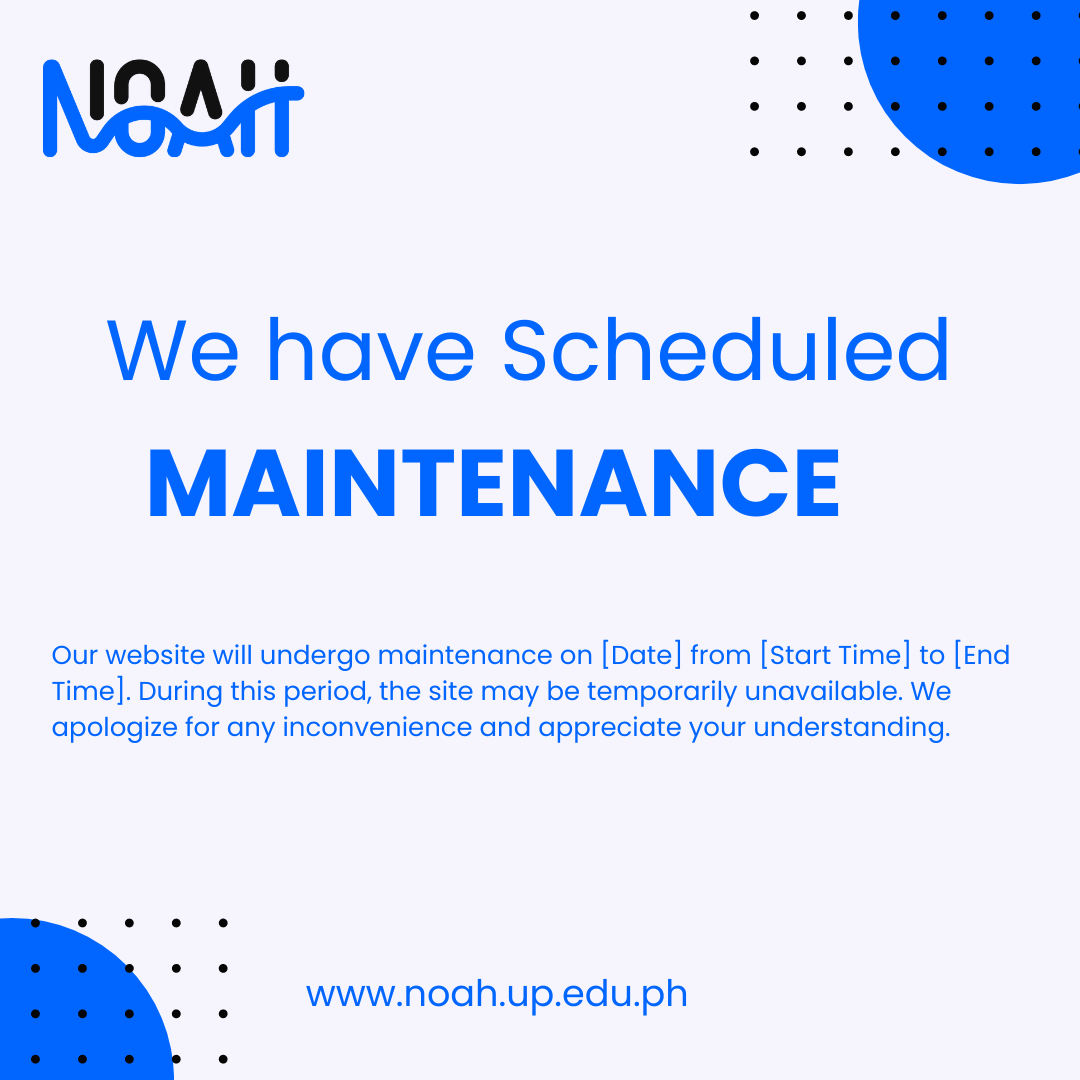 NOAH
We have Scheduled
MAINTENANCE
Our website will undergo maintenance on [Date] from [Start Time] to [End
Time]. During this period, the site may be temporarily unavailable. We
apologize for any inconvenience and appreciate your understanding.
www.noah.up.edu.ph